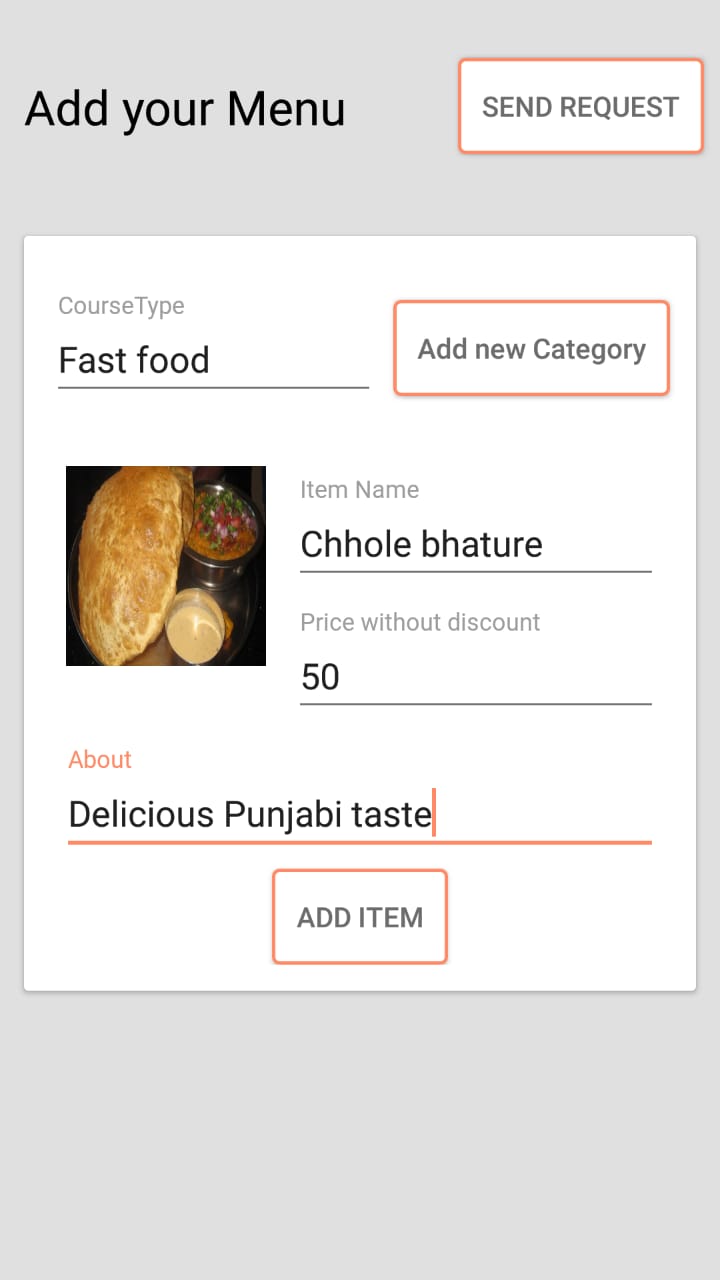 Add your Menu
SEND REQUEST
CourseType
Fast food
Add new Category
Item Name
Chhole bhature
Price without discount
50
About
Delicious Punjabi taste
ADD ITEM